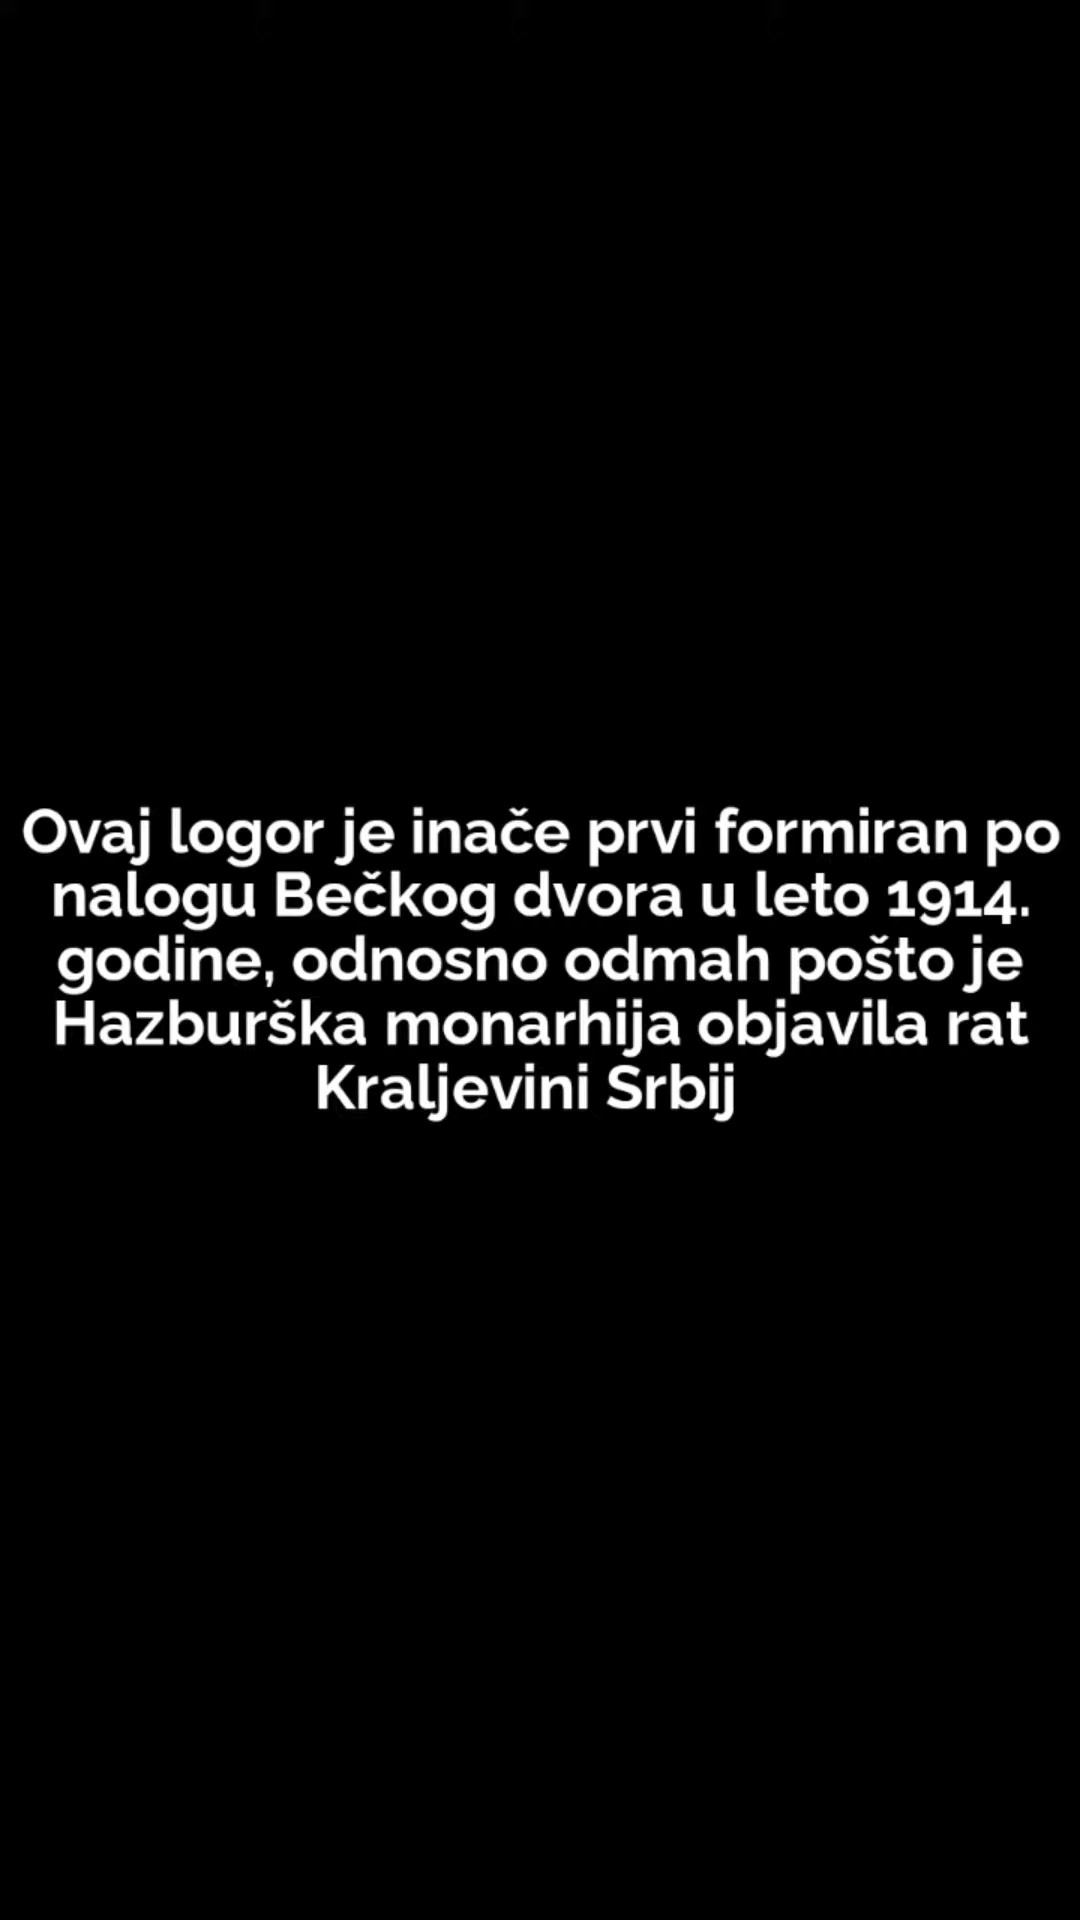 Ovaj logor je inače prvi formiran po
nalogu Bečkog dvora u leto 1914.
godine, odnosno odmah pošto je
Hazburška monarhija objavila rat
Kraljevini Srbij